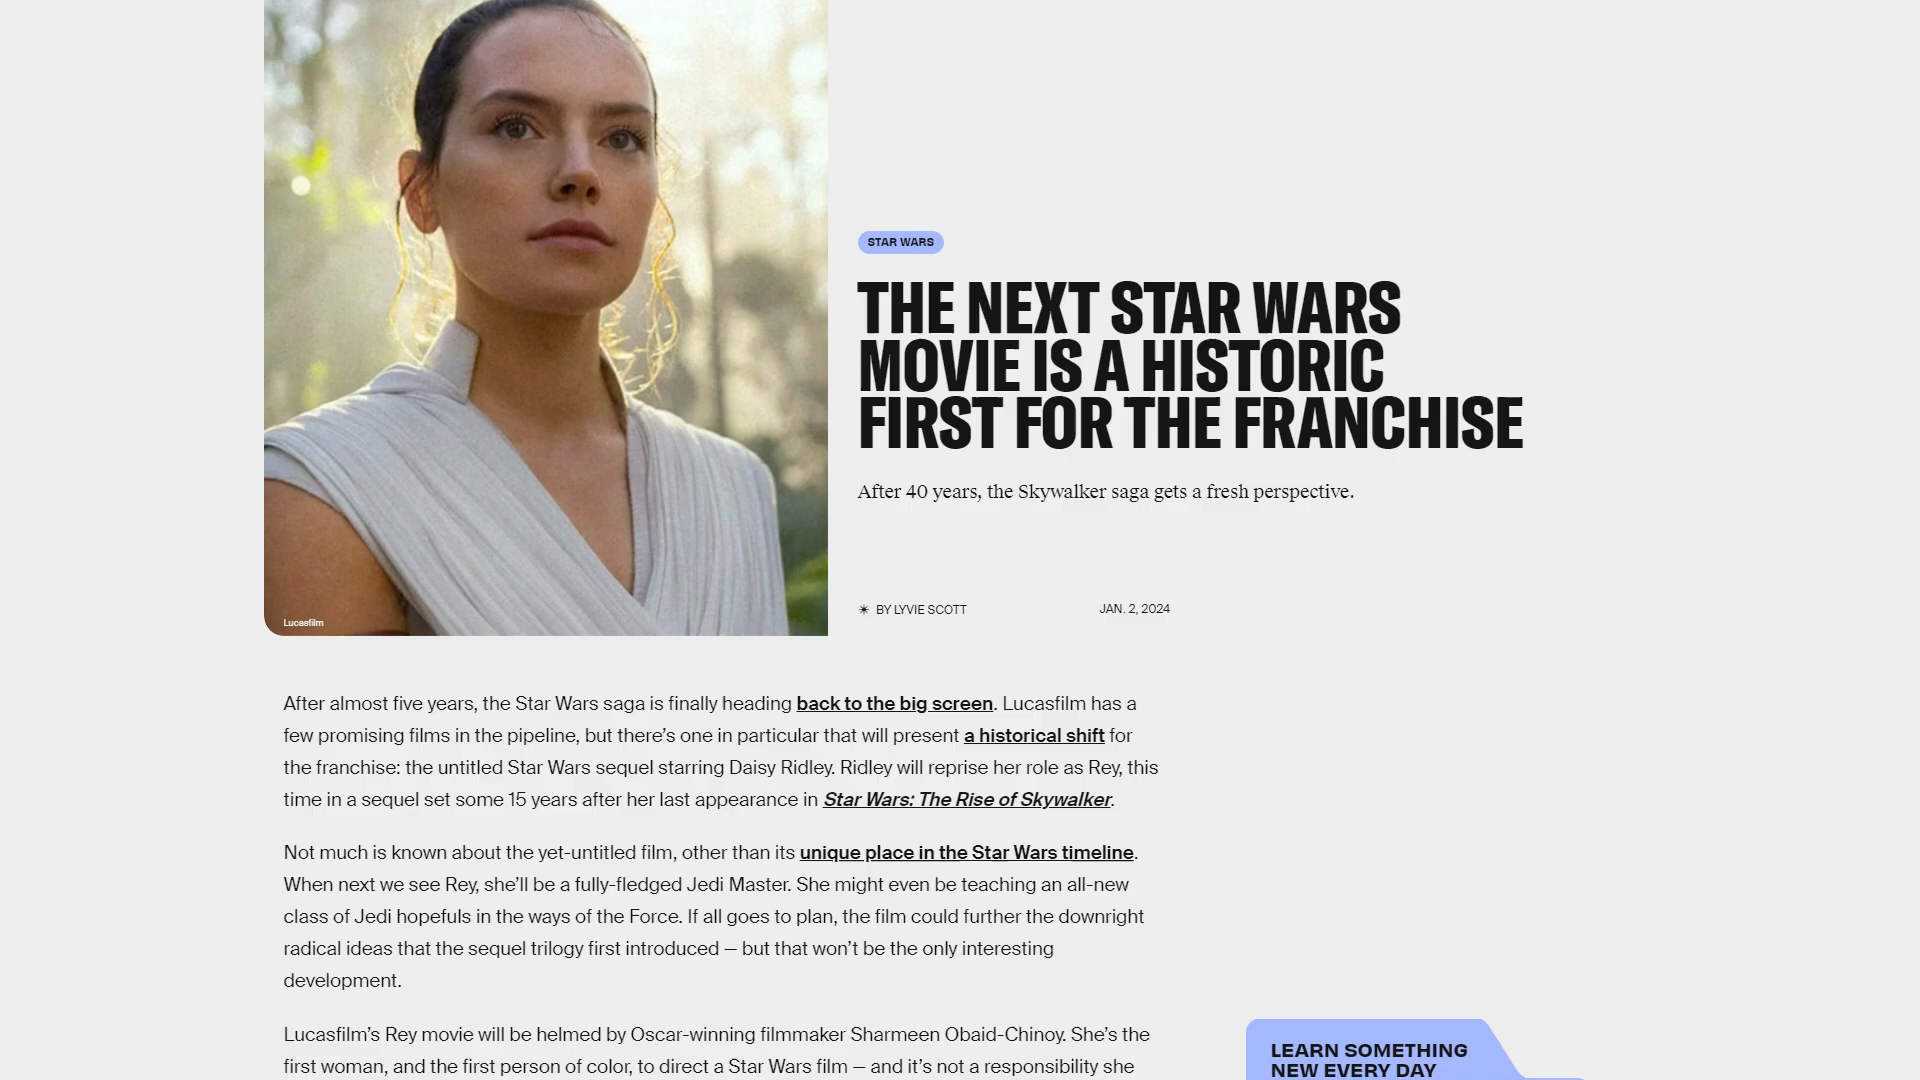 STAR WARS
THE NEXT STAR WARS
MOVIE IS A HISTORIC
FIRST FOR THE FRANCHISE
After 40 years, the Skywalker saga gets a fresh perspective.
BY LYVIE SCOTT
JAN. 2, 2024
Lucasfilm
After almost five years, the Star Wars saga is finally heading back to the big screen. Lucasfilm has a
few promising films in the pipeline, but there’s one in particular that will present a historical shift for
the franchise: the untitled Star Wars sequel starring Daisy Ridley. Ridley will reprise her role as Rey, this
time in a sequel set some 15 years after her last appearance in Star Wars: The Rise of Skywalker.
Not much is known about the yet-untitled film, other than its unique place in the Star Wars timeline.
When next we see Rey, she’ll be a fully-fledged Jedi Master. She might even be teaching an all-new
class of Jedi hopefuls in the ways of the Force. If all goes to plan, the film could further the downright
radical ideas that the sequel trilogy first introduced — but that won’t be the only interesting
development.
Lucasfilm’s Rey movie will be helmed by Oscar-winning filmmaker Sharmeen Obaid-Chinoy. She’s the
first woman, and the first person of color, to direct a Star Wars film — and it’s not a responsibility she
LEARN SOMETHING
NEW EVERY DAY